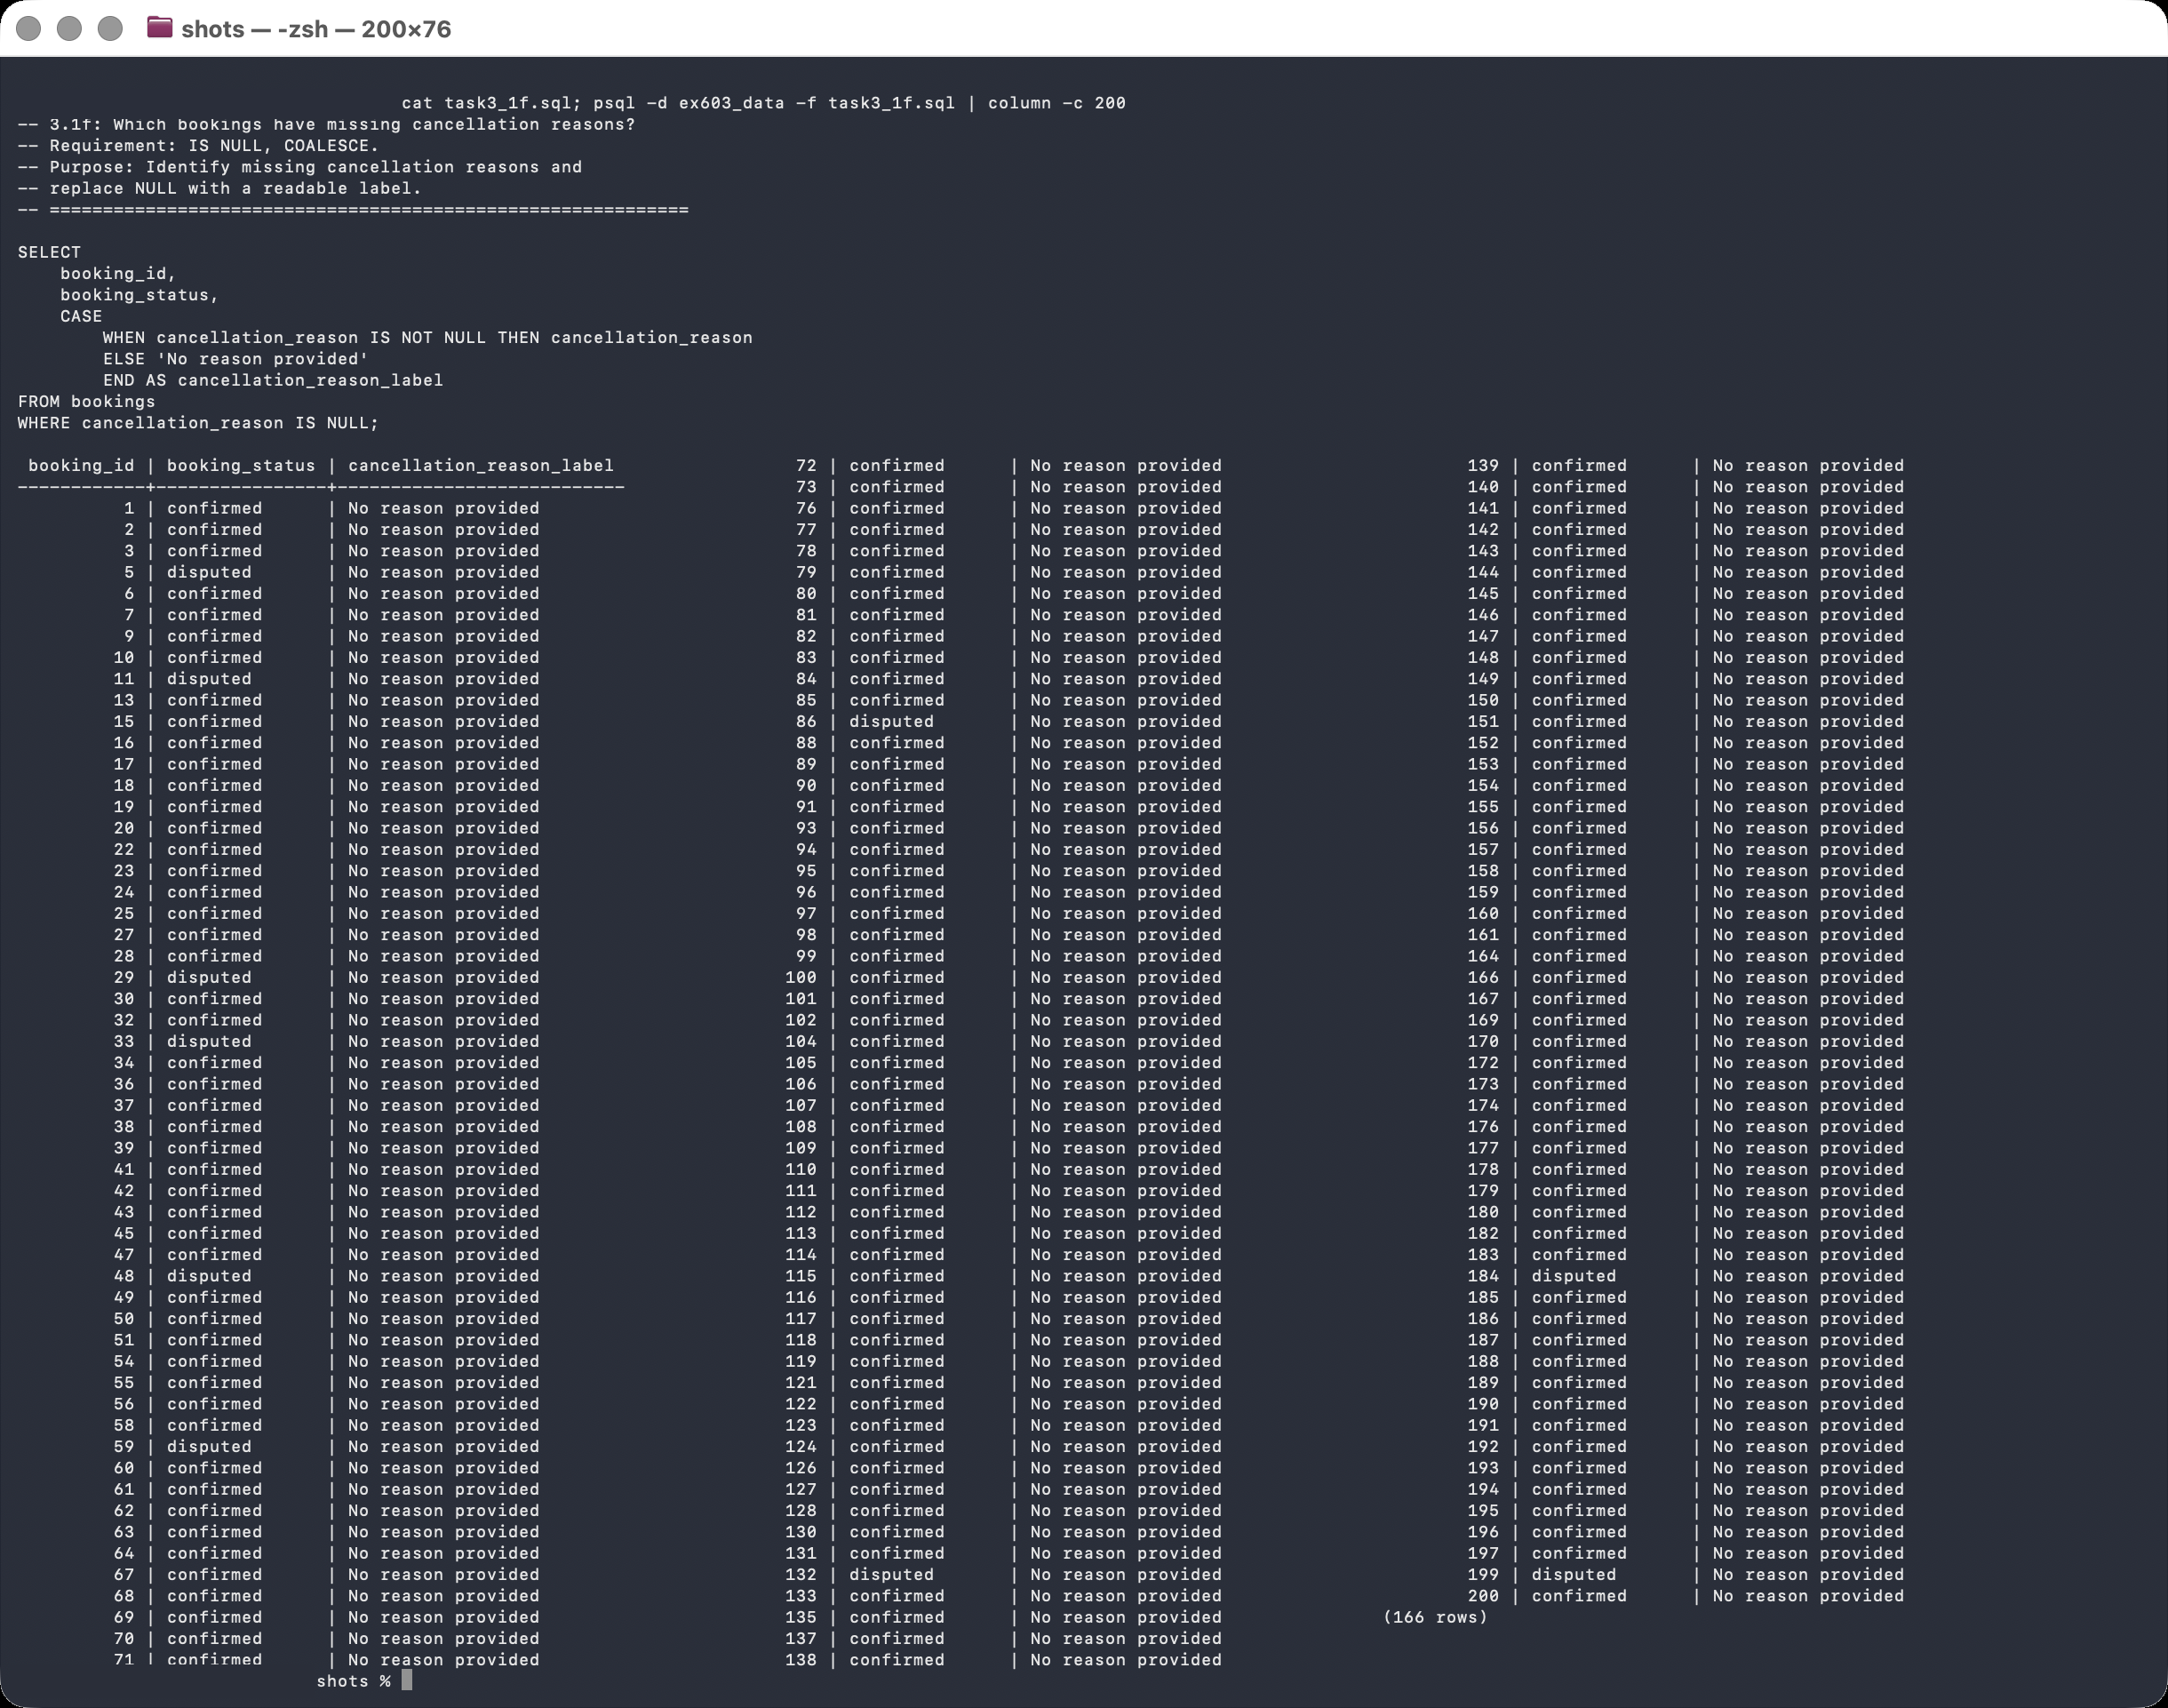 shots — -zsh — 200×76
cat task3_1f.sql; psql -d ex603_data -f task3_1f.sql | column -c 200
-- 3.1f: Which bookings have missing cancellation reasons?
-- Requirement: IS NULL, COALESCE.
-- Purpose: Identify missing cancellation reasons and
-- replace NULL with a readable label.
-- ============================================================
SELECT
    booking_id,
    booking_status,
    CASE
        WHEN cancellation_reason IS NOT NULL THEN cancellation_reason
        ELSE 'No reason provided'
        END AS cancellation_reason_label
FROM bookings
WHERE cancellation_reason IS NULL;
 booking_id | booking_status | cancellation_reason_label 72 | confirmed | No reason provided 139 | confirmed | No reason provided
------------+----------------+--------------------------- 73 | confirmed | No reason provided 140 | confirmed | No reason provided
1 | confirmed | No reason provided 76 | confirmed | No reason provided 141 | confirmed | No reason provided
2 | confirmed | No reason provided 77 | confirmed | No reason provided 142 | confirmed | No reason provided
3 | confirmed | No reason provided 78 | confirmed | No reason provided 143 | confirmed | No reason provided
5 | disputed | No reason provided 79 | confirmed | No reason provided 144 | confirmed | No reason provided
6 | confirmed | No reason provided 80 | confirmed | No reason provided 145 | confirmed | No reason provided
7 | confirmed | No reason provided 81 | confirmed | No reason provided 146 | confirmed | No reason provided
9 | confirmed | No reason provided 82 | confirmed | No reason provided 147 | confirmed | No reason provided
10 | confirmed | No reason provided 83 | confirmed | No reason provided 148 | confirmed | No reason provided
11 | disputed | No reason provided 84 | confirmed | No reason provided 149 | confirmed | No reason provided
13 | confirmed | No reason provided 85 | confirmed | No reason provided 150 | confirmed | No reason provided
15 | confirmed | No reason provided 86 | disputed | No reason provided 151 | confirmed | No reason provided
16 | confirmed | No reason provided 88 | confirmed | No reason provided 152 | confirmed | No reason provided
17 | confirmed | No reason provided 89 | confirmed | No reason provided 153 | confirmed | No reason provided
18 | confirmed | No reason provided 90 | confirmed | No reason provided 154 | confirmed | No reason provided
19 | confirmed | No reason provided 91 | confirmed | No reason provided 155 | confirmed | No reason provided
20 | confirmed | No reason provided 93 | confirmed | No reason provided 156 | confirmed | No reason provided
22 | confirmed | No reason provided 94 | confirmed | No reason provided 157 | confirmed | No reason provided
23 | confirmed | No reason provided 95 | confirmed | No reason provided 158 | confirmed | No reason provided
24 | confirmed | No reason provided 96 | confirmed | No reason provided 159 | confirmed | No reason provided
25 | confirmed | No reason provided 97 | confirmed | No reason provided 160 | confirmed | No reason provided
27 | confirmed | No reason provided 98 | confirmed | No reason provided 161 | confirmed | No reason provided
28 | confirmed | No reason provided 99 | confirmed | No reason provided 164 | confirmed | No reason provided
29 | disputed | No reason provided 100 | confirmed | No reason provided 166 | confirmed | No reason provided
30 | confirmed | No reason provided 101 | confirmed | No reason provided 167 | confirmed | No reason provided
32 | confirmed | No reason provided 102 | confirmed | No reason provided 169 | confirmed | No reason provided
33 | disputed | No reason provided 104 | confirmed | No reason provided 170 | confirmed | No reason provided
34 | confirmed | No reason provided 105 | confirmed | No reason provided 172 | confirmed | No reason provided
36 | confirmed | No reason provided 106 | confirmed | No reason provided 173 | confirmed | No reason provided
37 | confirmed | No reason provided 107 | confirmed | No reason provided 174 | confirmed | No reason provided
38 | confirmed | No reason provided 108 | confirmed | No reason provided 176 | confirmed | No reason provided
39 | confirmed | No reason provided 109 | confirmed | No reason provided 177 | confirmed | No reason provided
41 | confirmed | No reason provided 110 | confirmed | No reason provided 178 | confirmed | No reason provided
42 | confirmed | No reason provided 111 | confirmed | No reason provided 179 | confirmed | No reason provided
43 | confirmed | No reason provided 112 | confirmed | No reason provided 180 | confirmed | No reason provided
45 | confirmed | No reason provided 113 | confirmed | No reason provided 182 | confirmed | No reason provided
47 | confirmed | No reason provided 114 | confirmed | No reason provided 183 | confirmed | No reason provided
48 | disputed | No reason provided 115 | confirmed | No reason provided 184 | disputed | No reason provided
49 | confirmed | No reason provided 116 | confirmed | No reason provided 185 | confirmed | No reason provided
50 | confirmed | No reason provided 117 | confirmed | No reason provided 186 | confirmed | No reason provided
51 | confirmed | No reason provided 118 | confirmed | No reason provided 187 | confirmed | No reason provided
54 | confirmed | No reason provided 119 | confirmed | No reason provided 188 | confirmed | No reason provided
55 | confirmed | No reason provided 121 | confirmed | No reason provided 189 | confirmed | No reason provided
56 | confirmed | No reason provided 122 | confirmed | No reason provided 190 | confirmed | No reason provided
58 | confirmed | No reason provided 123 | confirmed | No reason provided 191 | confirmed | No reason provided
59 | disputed | No reason provided 124 | confirmed | No reason provided 192 | confirmed | No reason provided
60 | confirmed | No reason provided 126 | confirmed | No reason provided 193 | confirmed | No reason provided
61 | confirmed | No reason provided 127 | confirmed | No reason provided 194 | confirmed | No reason provided
62 | confirmed | No reason provided 128 | confirmed | No reason provided 195 | confirmed | No reason provided
63 | confirmed | No reason provided 130 | confirmed | No reason provided 196 | confirmed | No reason provided
64 | confirmed | No reason provided 131 | confirmed | No reason provided 197 | confirmed | No reason provided
67 | confirmed | No reason provided 132 | disputed | No reason provided 199 | disputed | No reason provided
68 | confirmed | No reason provided 133 | confirmed | No reason provided 200 | confirmed | No reason provided
69 | confirmed | No reason provided 135 | confirmed | No reason provided (166 rows)
70 | confirmed | No reason provided 137 | confirmed | No reason provided
71 | confirmed | No reason provided 138 | confirmed | No reason provided
shots %